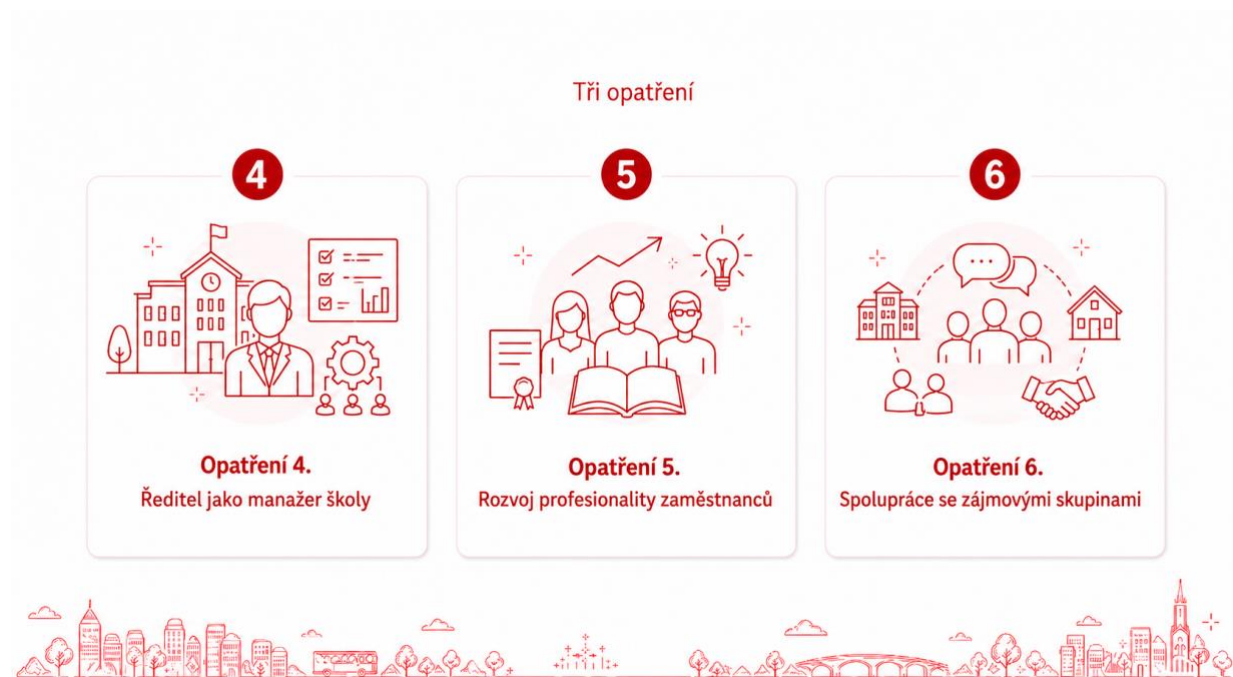 Tři opatření
4
5
6
Opatření 4.
Ředitel jako manažer školy
Opatření 5.
Rozvoj profesionality zaměstnanců
Opatření 6.
Spolupráce se zájmovými skupinami